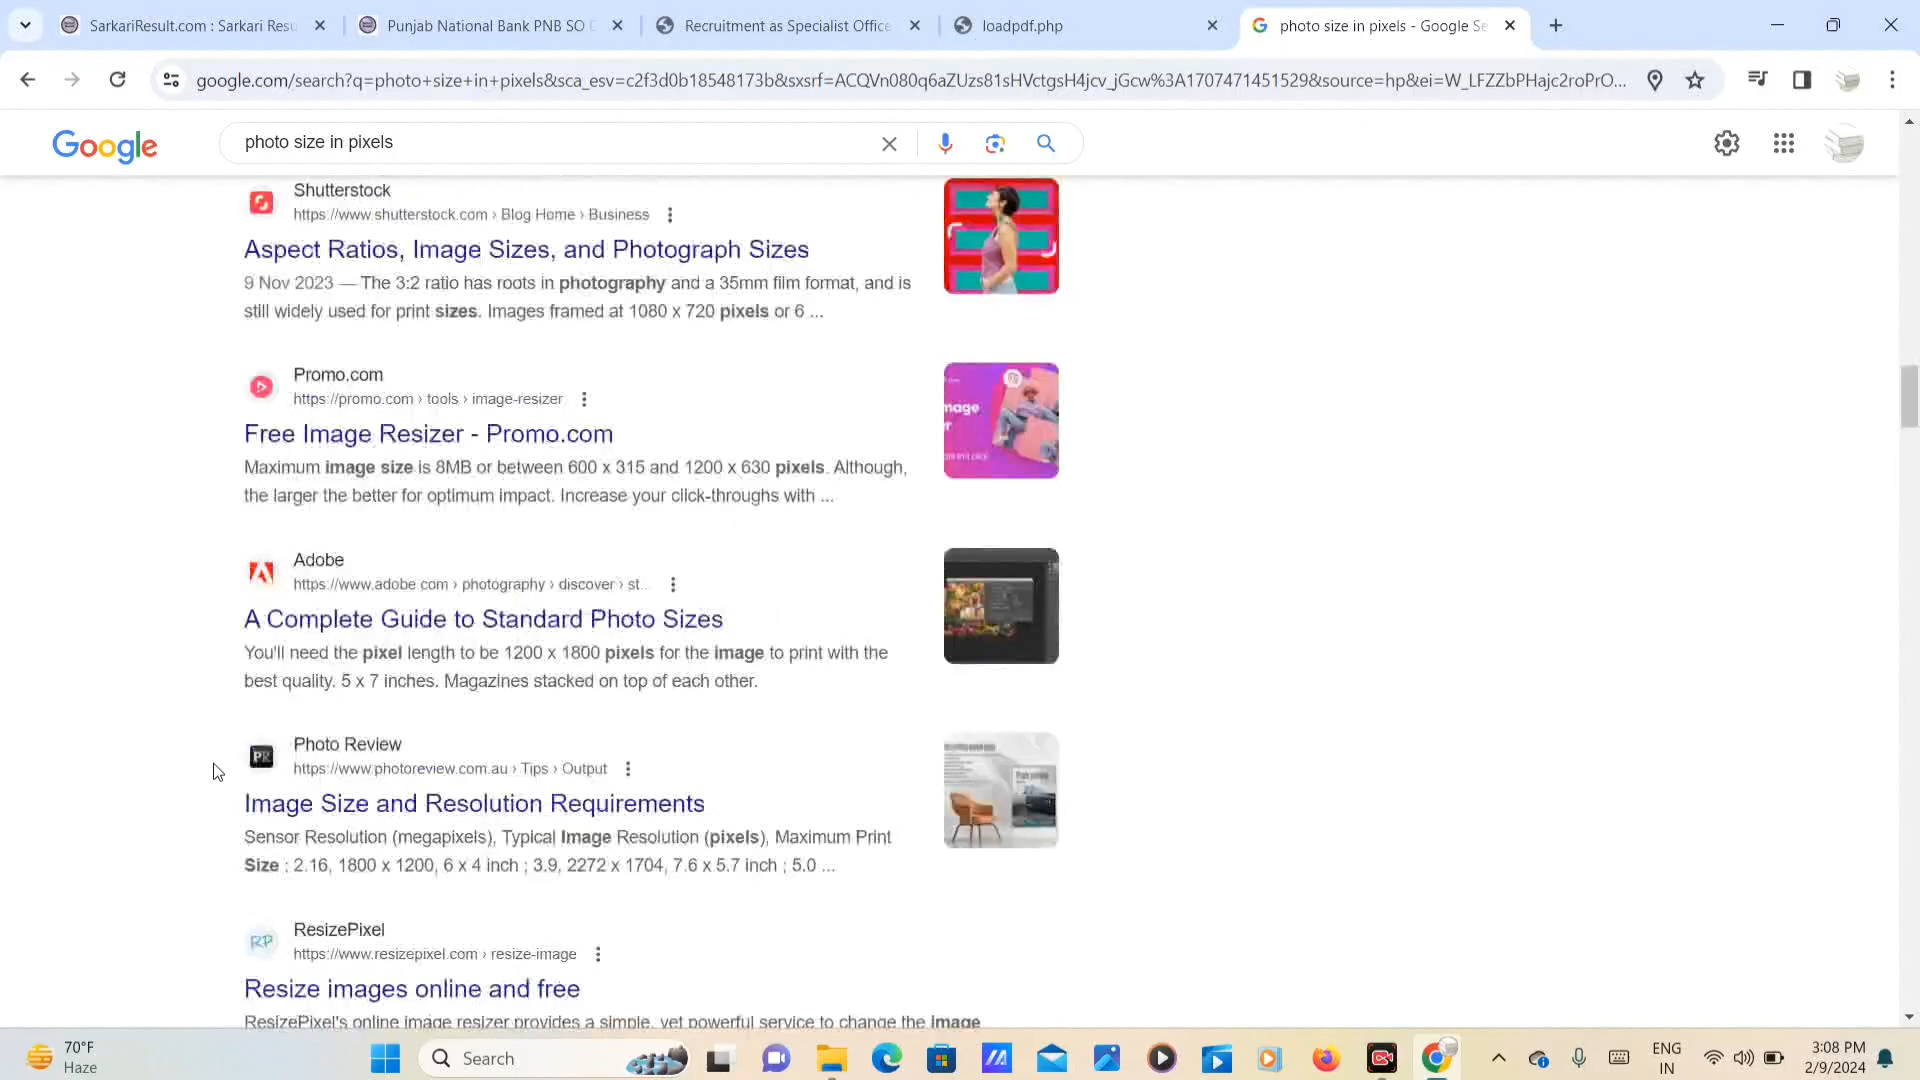 SarkariResult.com : Sarkari Resu
Punjab National Bank PNB SO
Recruitment as Specialist Office
loadpdf.php
photo size in pixels - Google Se
google.com/search?q=photo+size+in+pixels&sca_esv=c2f3d0b18548173b&sxsrf=ACQVn080q6aZUzs81sHVctgsH4jcv_jGcw%3A1707471451529&source=hp&ei=W_LFZZbPHajc2roPrO...
Google
photo size in pixels
Shutterstock
https://www.shutterstock.com › Blog Home › Business
Aspect Ratios, Image Sizes, and Photograph Sizes
9 Nov 2023 — The 3:2 ratio has roots in photography and a 35mm film format, and is
still widely used for print sizes. Images framed at 1080 x 720 pixels or 6 ...
Promo.com
https://promo.com › tools › image-resizer
Free Image Resizer - Promo.com
Maximum image size is 8MB or between 600 x 315 and 1200 x 630 pixels. Although,
the larger the better for optimum impact. Increase your click-throughs with ...
Adobe
https://www.adobe.com › photography › discover › st...
A Complete Guide to Standard Photo Sizes
You'll need the pixel length to be 1200 x 1800 pixels for the image to print with the
best quality. 5 x 7 inches. Magazines stacked on top of each other.
Photo Review
https://www.photoreview.com.au › Tips › Output
Image Size and Resolution Requirements
Sensor Resolution (megapixels), Typical Image Resolution (pixels), Maximum Print
Size : 2.16, 1800 x 1200, 6 x 4 inch ; 3.9, 2272 x 1704, 7.6 x 5.7 inch ; 5.0 ...
RP
ResizePixel
https://www.resizepixel.com › resize-image
Resize images online and free
ResizePixel's online image resizer provides a simple, yet powerful service to change the image
70°F
Haze
Search
ENG
IN
3:08 PM
2/9/2024